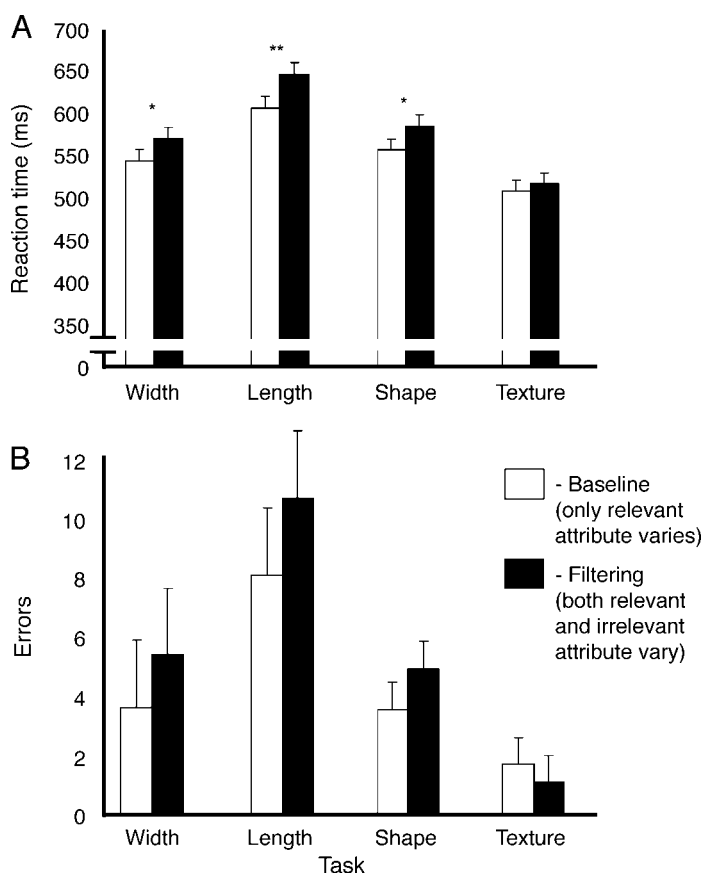 A
700
650
600
550
500
450
400
350
0
Reaction time (ms)
*
**
*
Width Length Shape Texture
B
12
10
8
6
4
2
0
Errors
Width Length Shape Texture
Task
- Baseline
(only relevant
attribute varies)
- Filtering
(both relevant
and irrelevant
attribute vary)